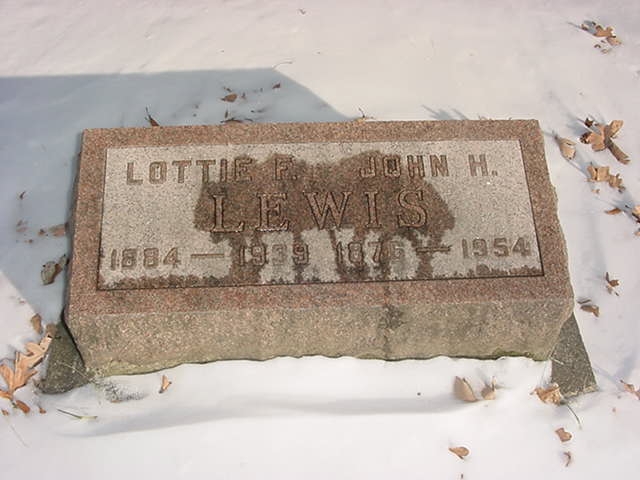 LOTTIE F. JOHN H.
LEWIS
1884 — 1939 1876 — 1954